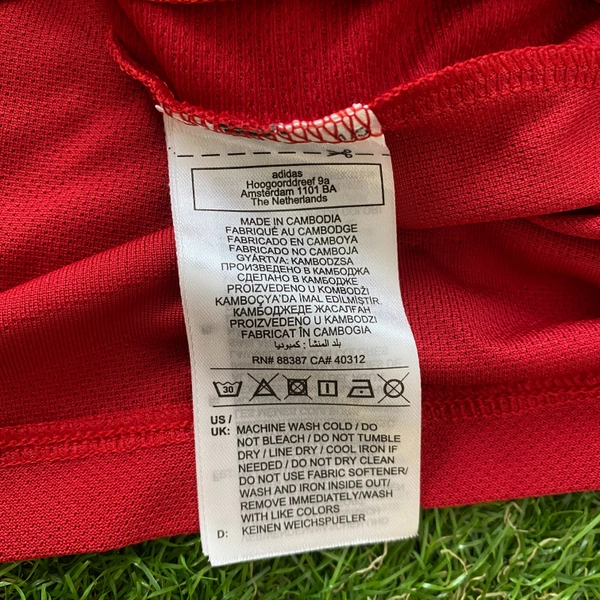 adidas
Hoogoorddreef 9a
Amsterdam 1101 BA
The Netherlands
MADE IN CAMBODIA
FABRIQUÉ AU CAMBODGE
FABRICADO EN CAMBOYA
FABRICADO NO CAMBOJA
GYÁRTVA: KAMBODZSA
ПРОИЗВЕДЕНО В КАМБОДЖА
СДЕЛАНО В КАМБОДЖЕ
PROIZVEDENO U KOMBODŽI
KAMBOÇYA'DA İMAL EDİLMİŞTİR.
КАМБОДЖЕДЕ ЖАСАЛҒАН
PROIZVEDENO U KAMBODZI
FABRICAT ÎN CAMBOGIA
بلد المنشأ : كمبوديا
RN# 88387 CA# 40312
30
US / UK: MACHINE WASH COLD / DO
NOT BLEACH / DO NOT TUMBLE
DRY / LINE DRY / COOL IRON IF
NEEDED / DO NOT DRY CLEAN
DO NOT USE FABRIC SOFTENER/
WASH AND IRON INSIDE OUT/
REMOVE IMMEDIATELY/WASH
WITH LIKE COLORS
D: KEINEN WEICHSPUELER